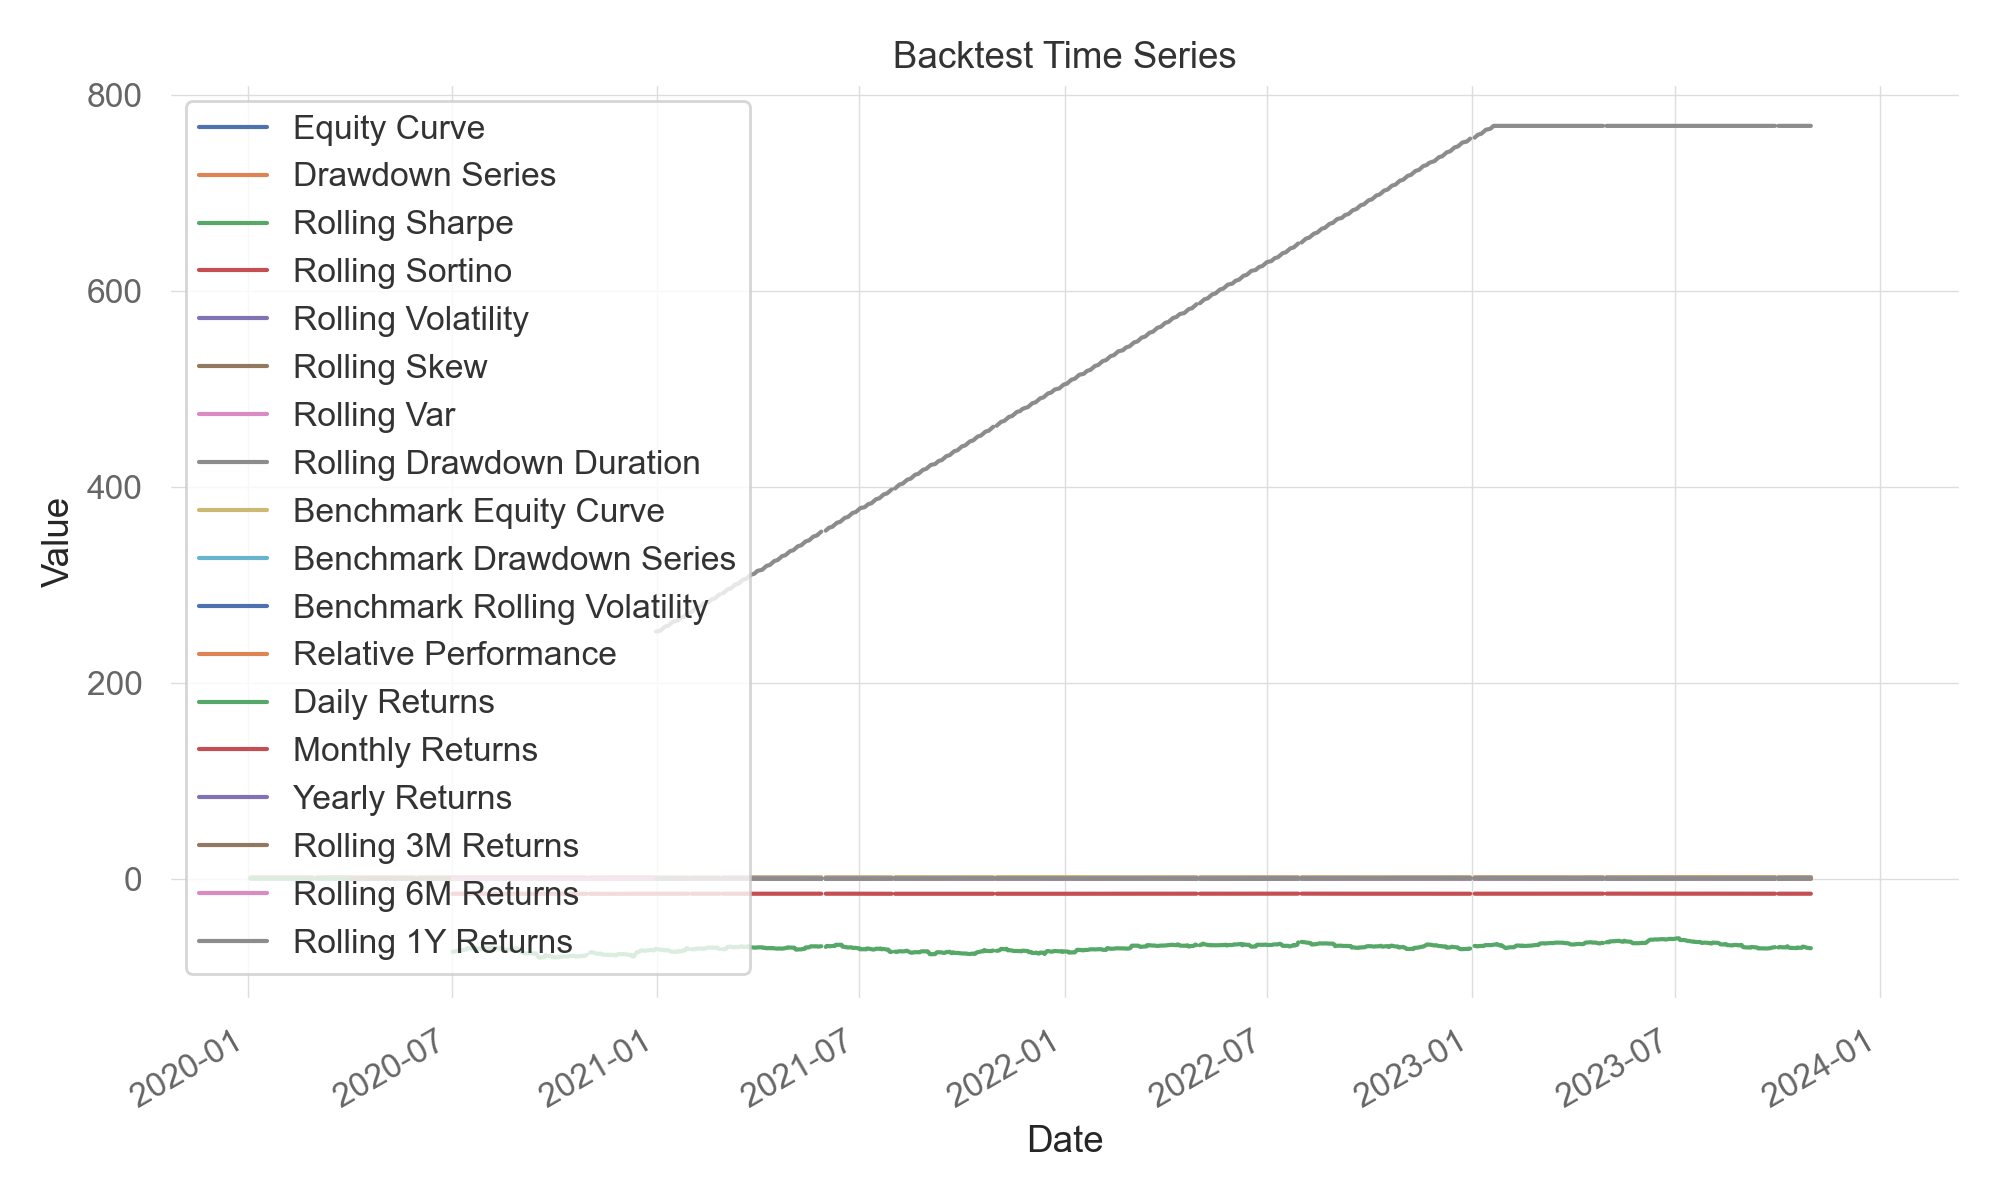 Backtest Time Series
800
600
400
200
0
Value
Equity Curve
Drawdown Series
Rolling Sharpe
Rolling Sortino
Rolling Volatility
Rolling Skew
Rolling Var
Rolling Drawdown Duration
Benchmark Equity Curve
Benchmark Drawdown Series
Benchmark Rolling Volatility
Relative Performance
Daily Returns
Monthly Returns
Yearly Returns
Rolling 3M Returns
Rolling 6M Returns
Rolling 1Y Returns
2020-01
2020-07
2021-01
2021-07
2022-01
2022-07
2023-01
2023-07
2024-01
Date